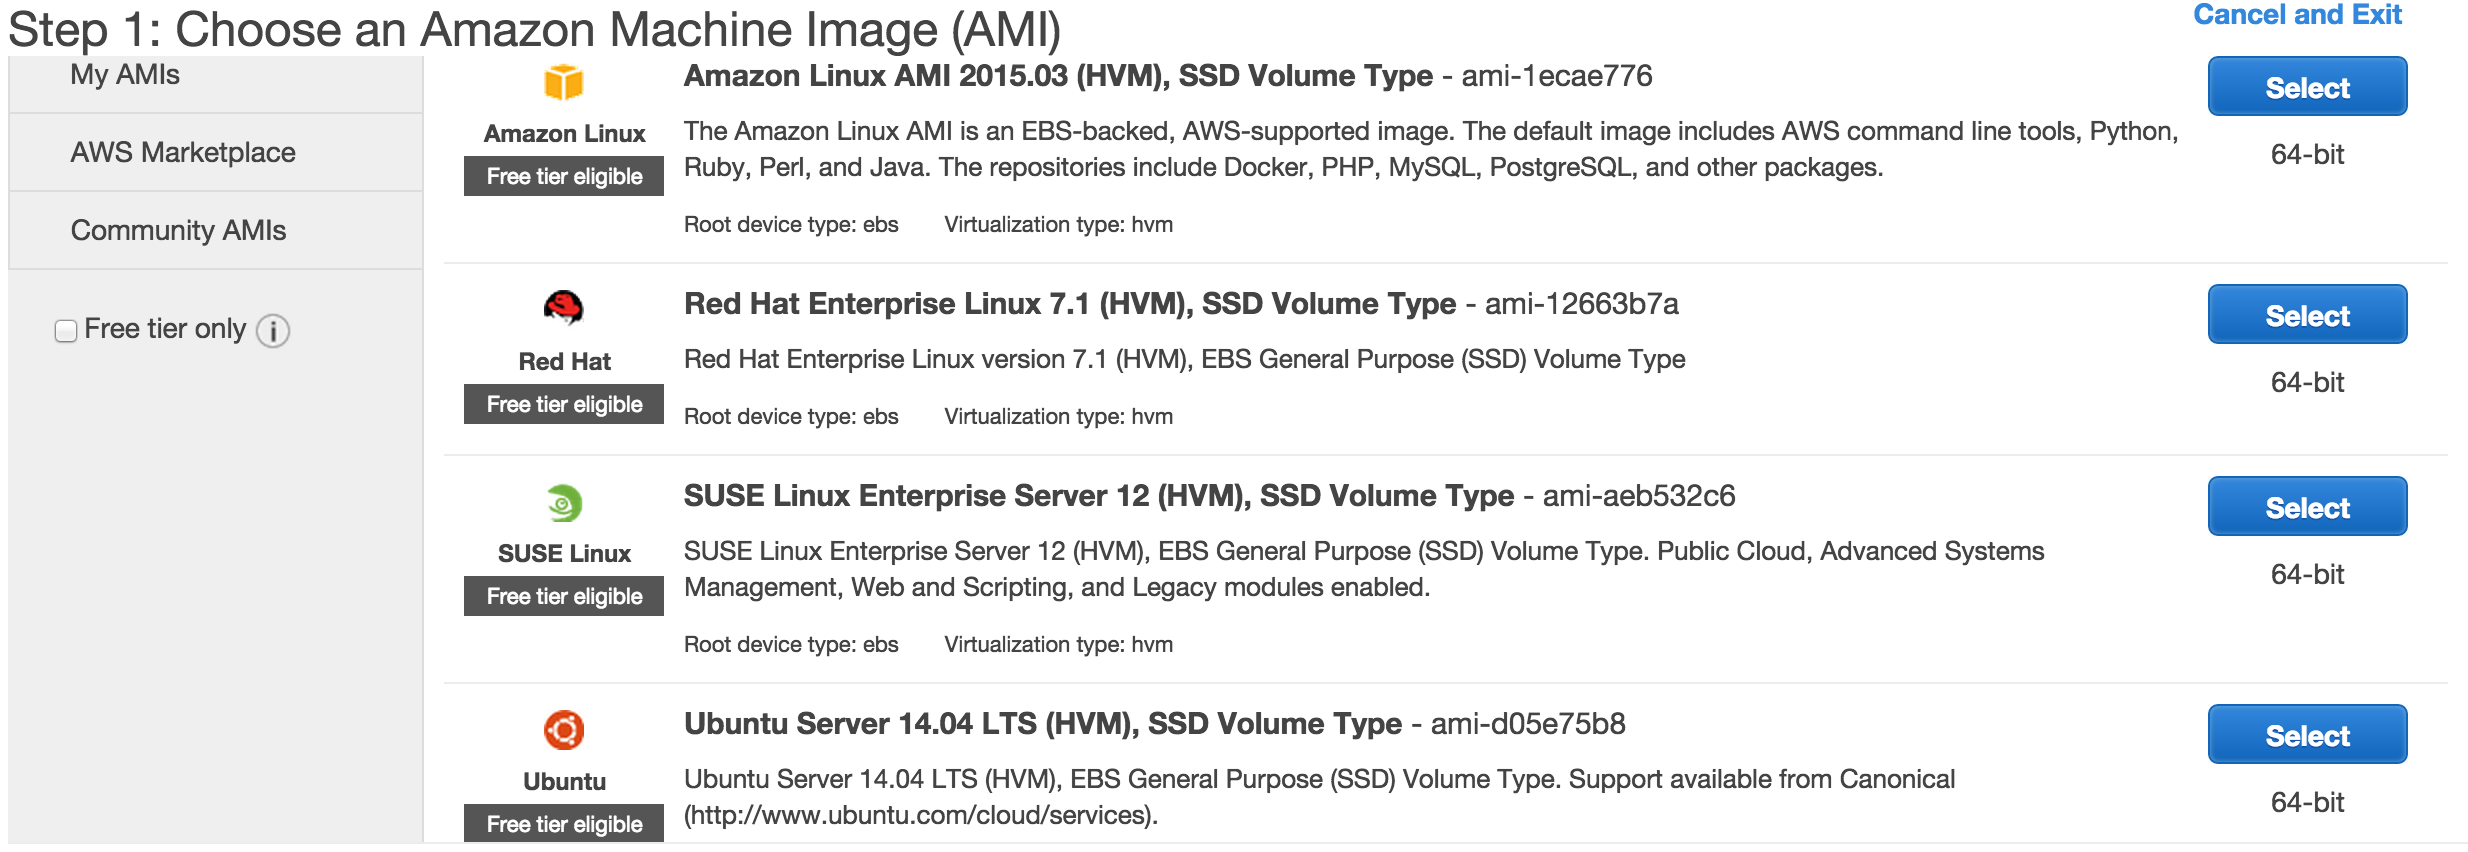 Step 1: Choose an Amazon Machine Image (AMI)
Cancel and Exit
My AMIs
AWS Marketplace
Community AMIs
Free tier only
Amazon Linux
Free tier eligible
Amazon Linux AMI 2015.03 (HVM), SSD Volume Type - ami-1ecae776
The Amazon Linux AMI is an EBS-backed, AWS-supported image. The default image includes AWS command line tools, Python,
Ruby, Perl, and Java. The repositories include Docker, PHP, MySQL, PostgreSQL, and other packages.
Root device type: ebs Virtualization type: hvm
Select
64-bit
Red Hat
Free tier eligible
Red Hat Enterprise Linux 7.1 (HVM), SSD Volume Type - ami-12663b7a
Red Hat Enterprise Linux version 7.1 (HVM), EBS General Purpose (SSD) Volume Type
Root device type: ebs Virtualization type: hvm
Select
64-bit
SUSE Linux
Free tier eligible
SUSE Linux Enterprise Server 12 (HVM), SSD Volume Type - ami-aeb532c6
SUSE Linux Enterprise Server 12 (HVM), EBS General Purpose (SSD) Volume Type. Public Cloud, Advanced Systems
Management, Web and Scripting, and Legacy modules enabled.
Root device type: ebs Virtualization type: hvm
Select
64-bit
Ubuntu
Free tier eligible
Ubuntu Server 14.04 LTS (HVM), SSD Volume Type - ami-d05e75b8
Ubuntu Server 14.04 LTS (HVM), EBS General Purpose (SSD) Volume Type. Support available from Canonical
(http://www.ubuntu.com/cloud/services).
Select
64-bit